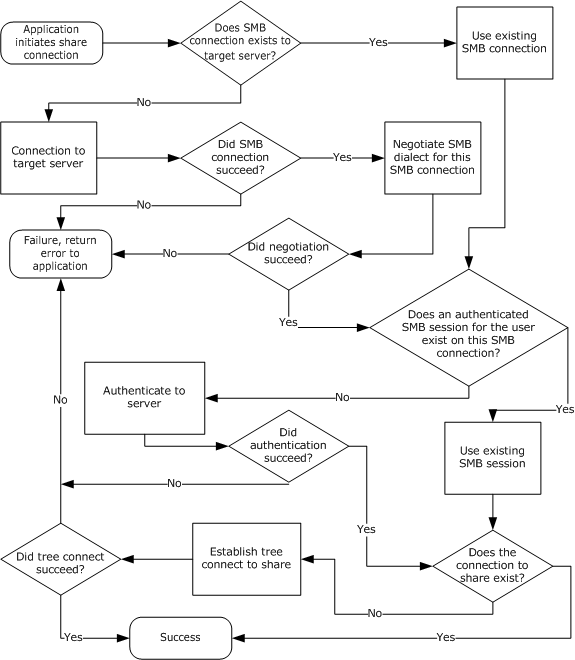 Application
initiates share
connection
Does SMB
connection exists to
target server?
Yes
Use existing
SMB connection
No
Connection to
target server
Did SMB
connection
succeed?
Yes
Negotiate SMB
dialect for this
SMB connection
No
Failure, return
error to
application
No
Did negotiation
succeed?
Yes
Does an authenticated
SMB session for the user
exist on this SMB
connection?
No
Yes
Authenticate to
server
No
Did
authentication
succeed?
Use existing
SMB session
No
Yes
Did tree connect
succeed?
Establish tree
connect to share
Does the
connection to
share exist?
No
Yes
Success
Yes